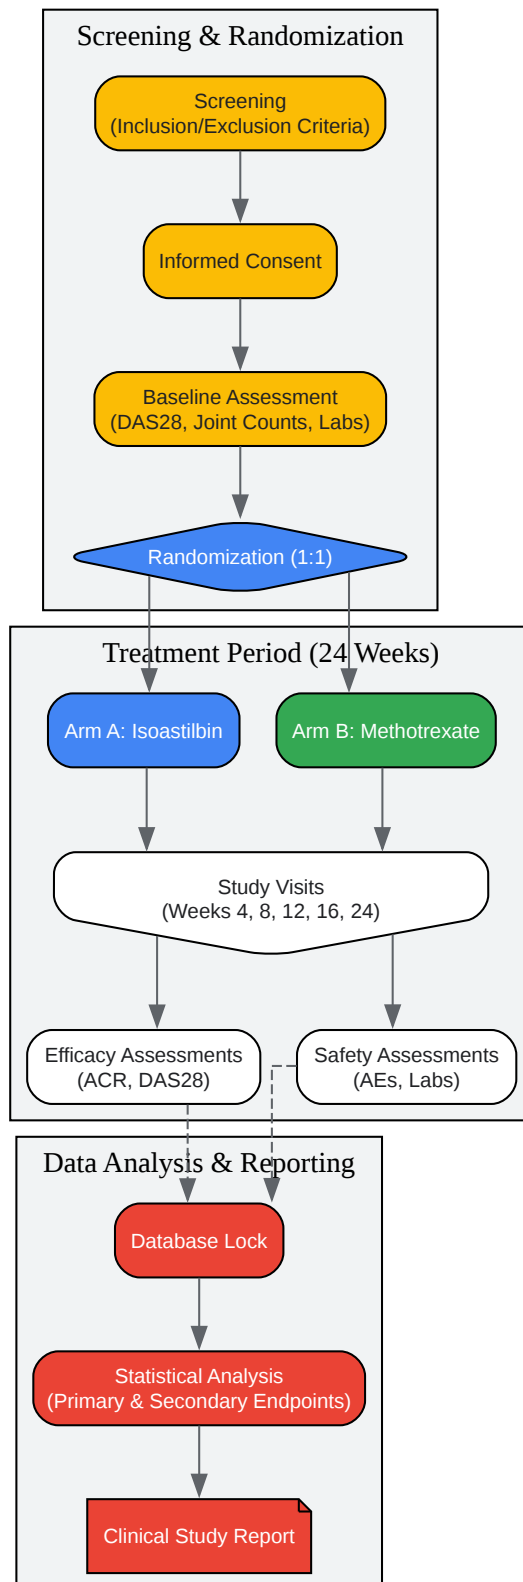 Screening & Randomization
Screening
(Inclusion/Exclusion Criteria)
Informed Consent
Baseline Assessment
(DAS28, Joint Counts, Labs)
Randomization (1:1)
Treatment Period (24 Weeks)
Arm A: Isoastilbin
Arm B: Methotrexate
Study Visits
(Weeks 4, 8, 12, 16, 24)
Efficacy Assessments
(ACR, DAS28)
Safety Assessments
(AEs, Labs)
Data Analysis & Reporting
Database Lock
Statistical Analysis
(Primary & Secondary Endpoints)
Clinical Study Report